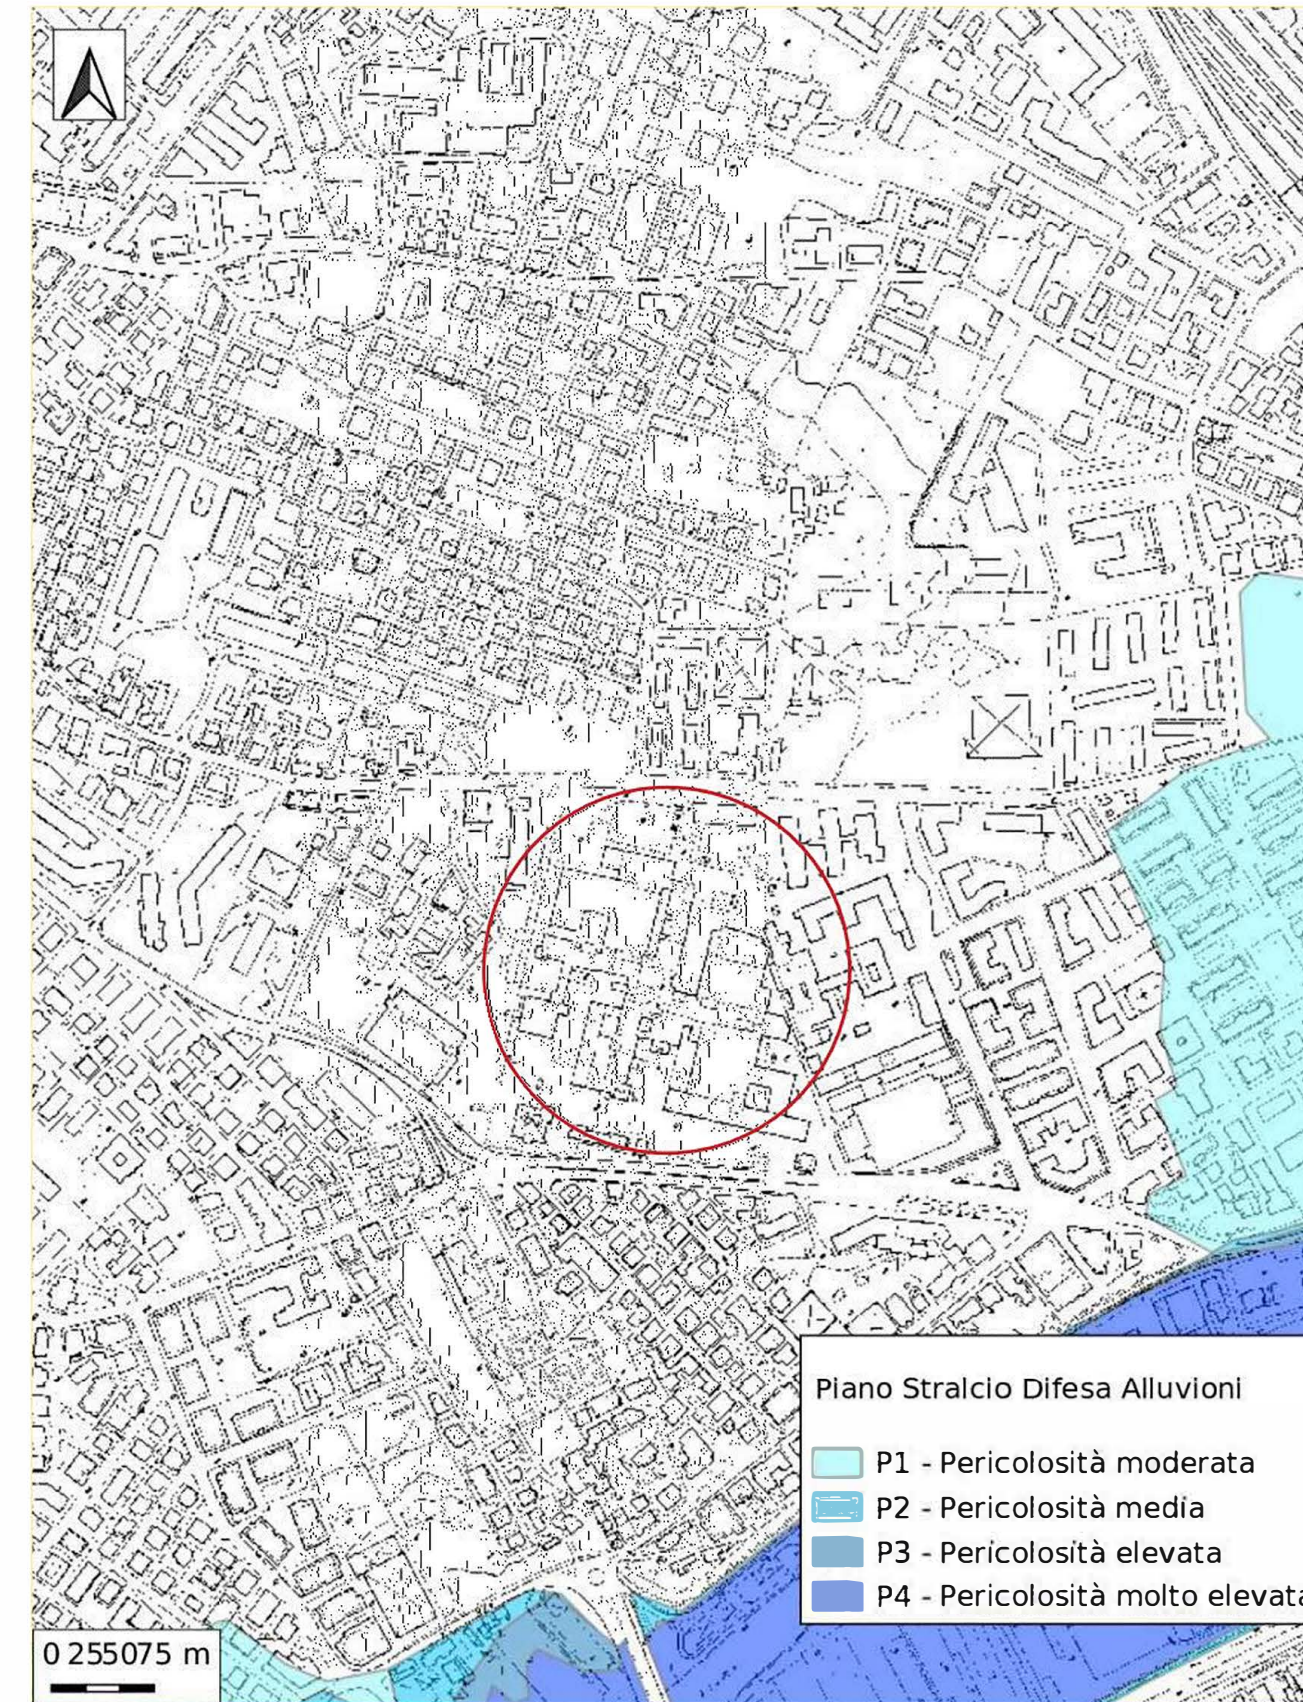 Piano Stralcio Difesa Alluvioni
P1 - Pericolosità moderata
P2 - Pericolosità media
P3 - Pericolosità elevata
P4 - Pericolosità molto elevata
0 255075 m